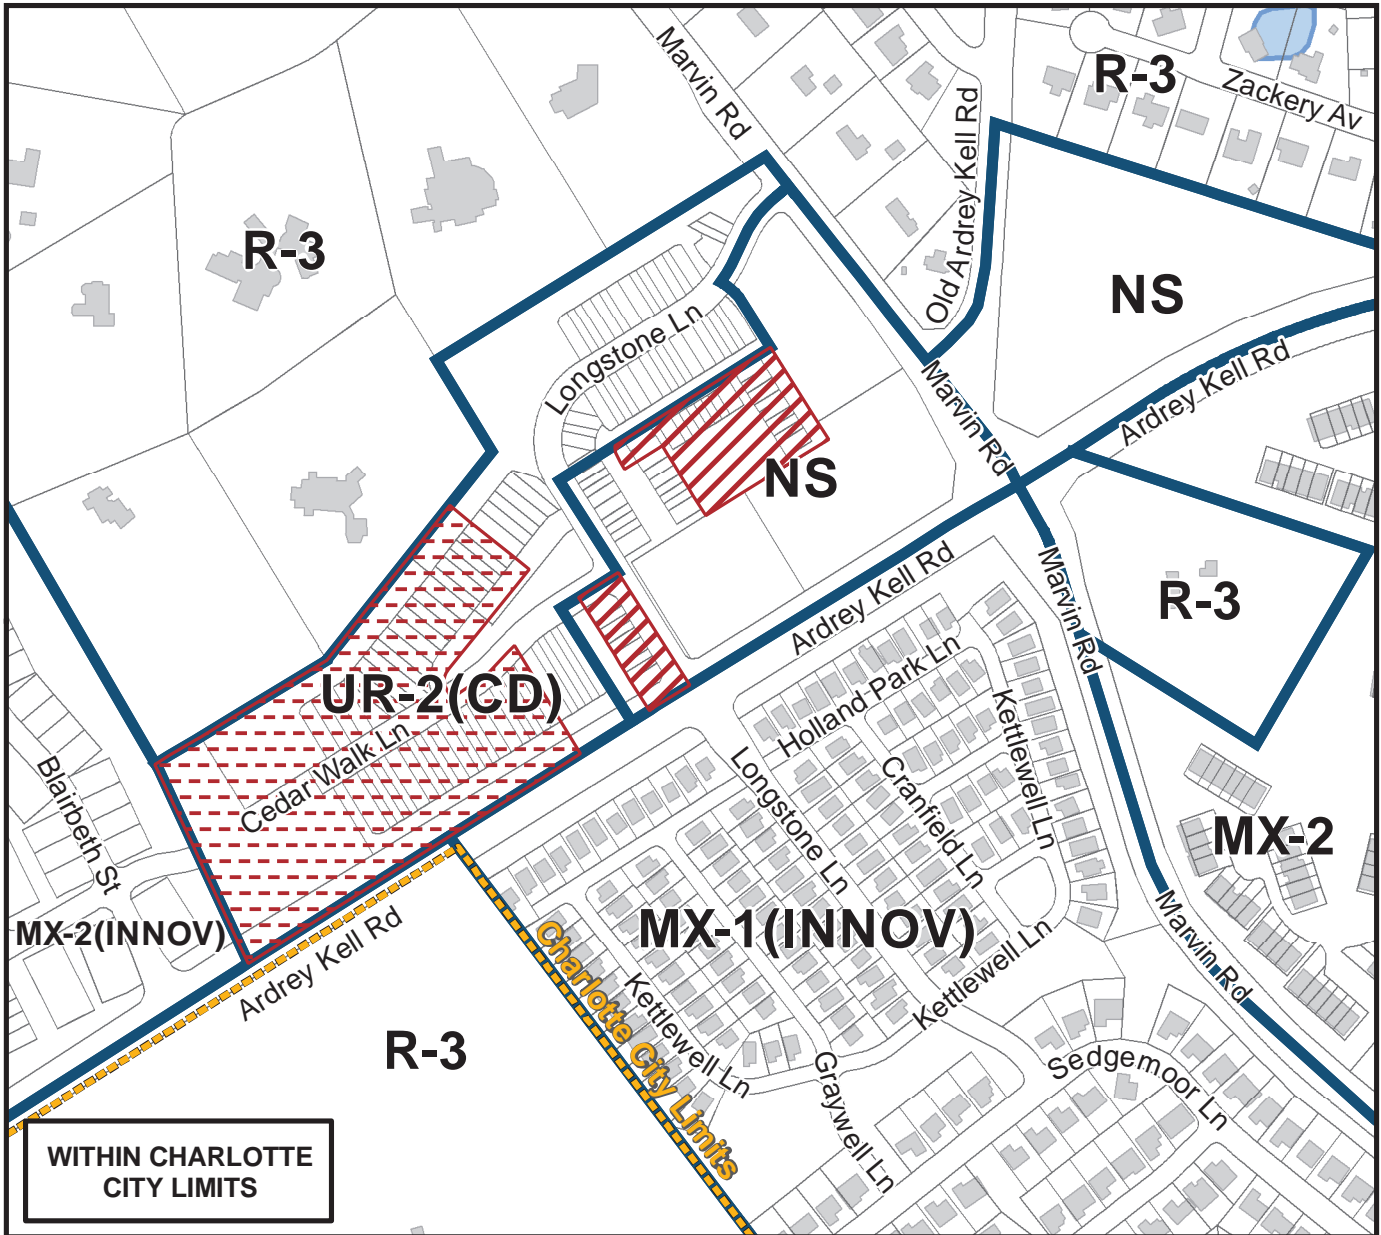 Marvin Rd
R-3
Zackery Av
Old Ardrey Kell Rd
R-3
NS
Longstone Ln
Ardrey Kell Rd
Marvin Rd
NS
Ardrey Kell Rd
Marvin Rd
R-3
UR-2(CD)
Holland Park Ln
Kettlewell Ln
Cedar Walk Ln
Longstone Ln
Cranfield Ln
Blairbeth St
MX-2
MX-2(INNOV)
MX-1(INNOV)
Ardrey Kell Rd
Charlotte City Limits
Kettlewell Ln
Kettlewell Ln
Marvin Rd
R-3
Graywell Ln
Sedgemoor Ln
WITHIN CHARLOTTE
CITY LIMITS